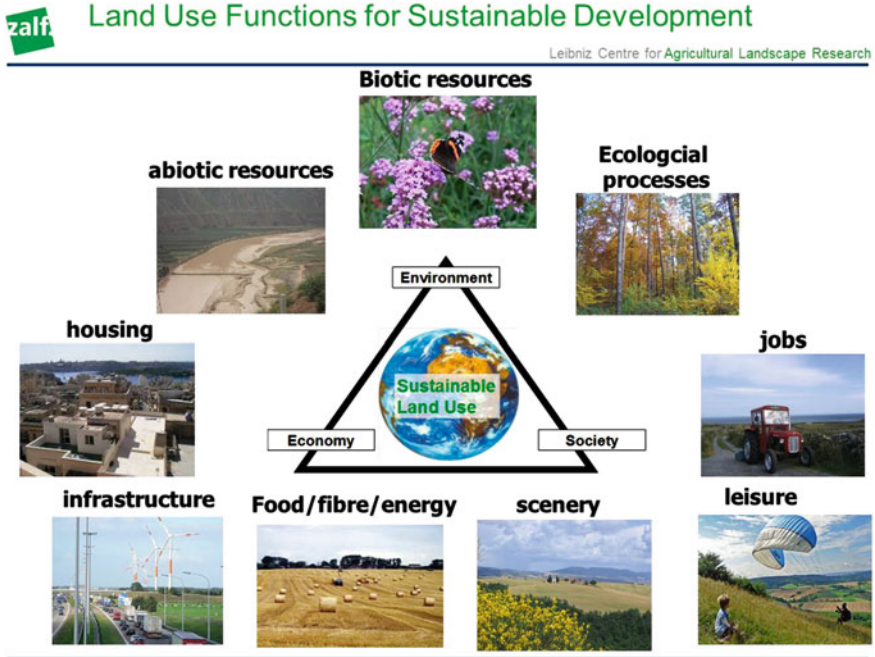 zalf.
Land Use Functions for Sustainable Development
Leibniz Centre for Agricultural Landscape Research
Biotic resources
abiotic resources
Ecologcial
processes
Environment
housing
jobs
Sustainable
Land Use
Economy
Society
infrastructure
Food/fibre/energy
scenery
leisure